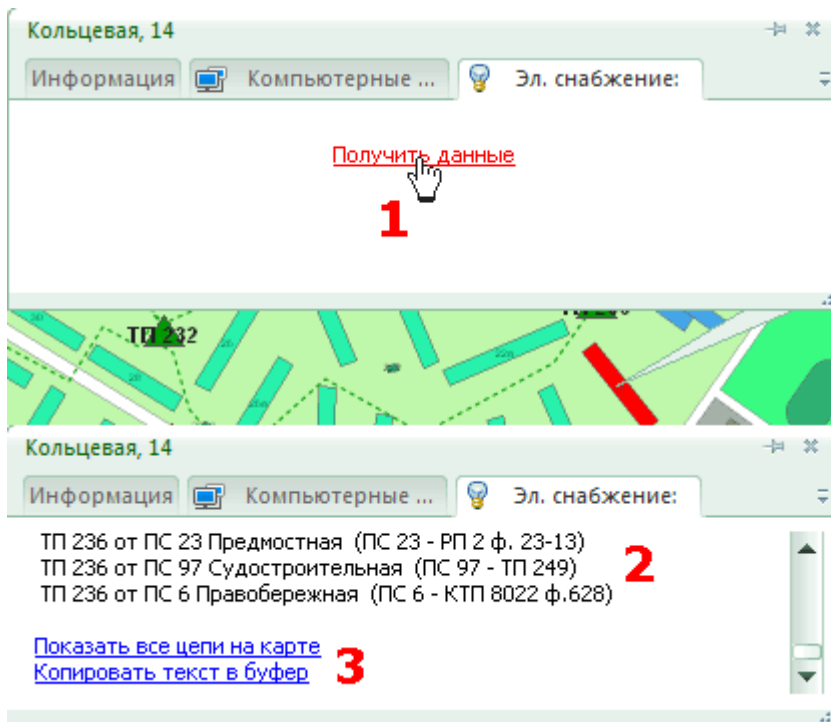 Кольцевая, 14
Информация Компьютерные ... Эл. снабжение:
Получить данные
1
ТП 232
Кольцевая, 14
Информация Компьютерные ... Эл. снабжение:
ТП 236 от ПС 23 Предмостная (ПС 23 - РП 2 ф. 23-13)
ТП 236 от ПС 97 Судостроительная (ПС 97 - ТП 249)
2
ТП 236 от ПС 6 Правобережная (ПС 6 - КТП 8022 ф.628)
Показать все цепи на карте
3
Копировать текст в буфер